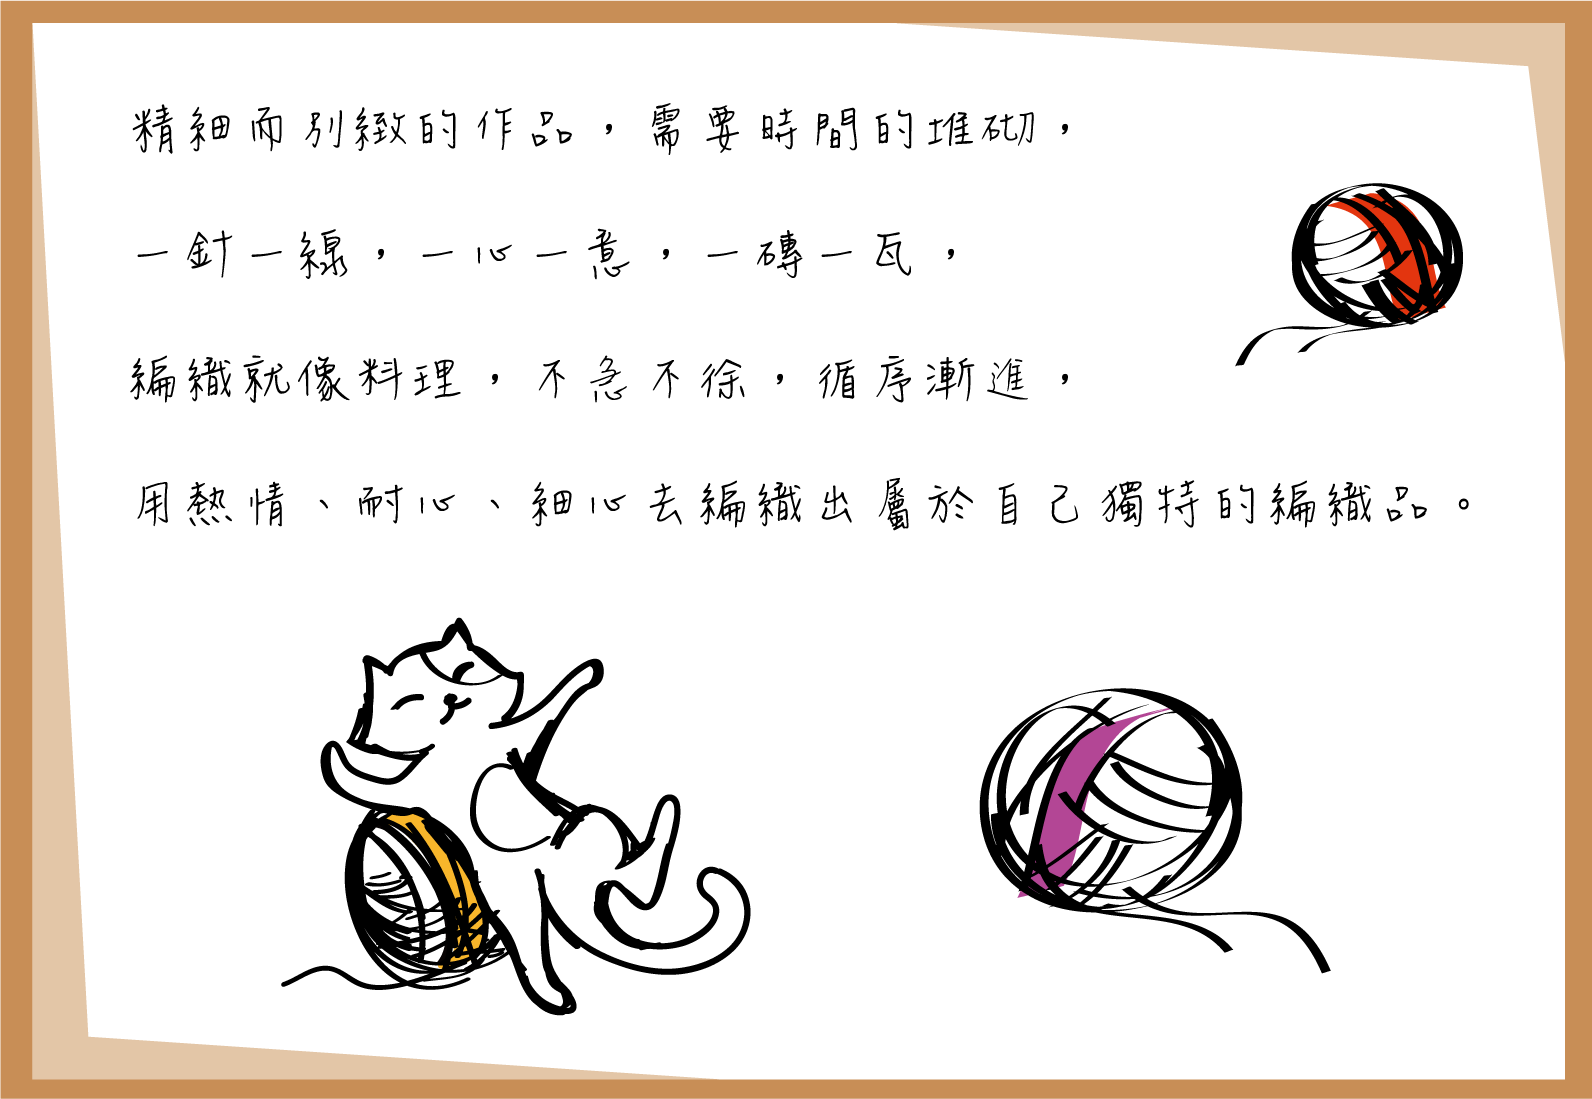 精細而別緻的作品，需要時間的堆砌，
一針一線，一心一意，一磚一瓦，
編織就像料理，不急不徐，循序漸進，
用熱情、耐心、細心去編織出屬於自己獨特的編織品。